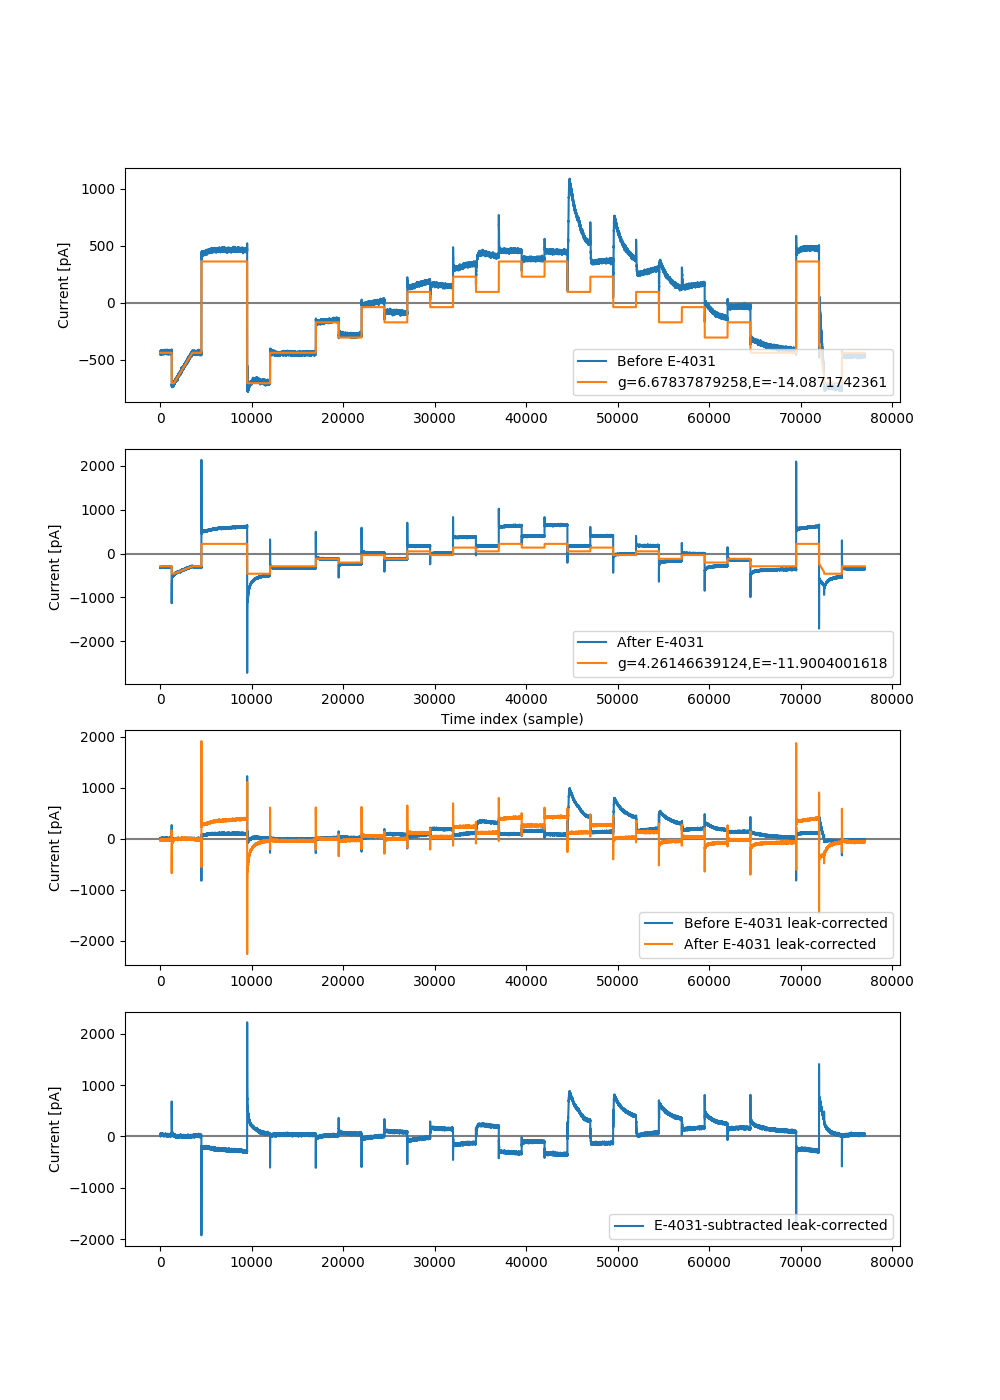 1000
500
0
−500
Current [pA]
Before E-4031
g=6.67837879258,E=-14.0871742361
0 10000 20000 30000 40000 50000 60000 70000 80000
2000
1000
0
−1000
−2000
Current [pA]
After E-4031
g=4.26146639124,E=-11.9004001618
0 10000 20000 30000 40000 50000 60000 70000 80000
Time index (sample)
2000
1000
0
−1000
−2000
Current [pA]
Before E-4031 leak-corrected
After E-4031 leak-corrected
0 10000 20000 30000 40000 50000 60000 70000 80000
2000
1000
0
−1000
−2000
Current [pA]
E-4031-subtracted leak-corrected
0 10000 20000 30000 40000 50000 60000 70000 80000